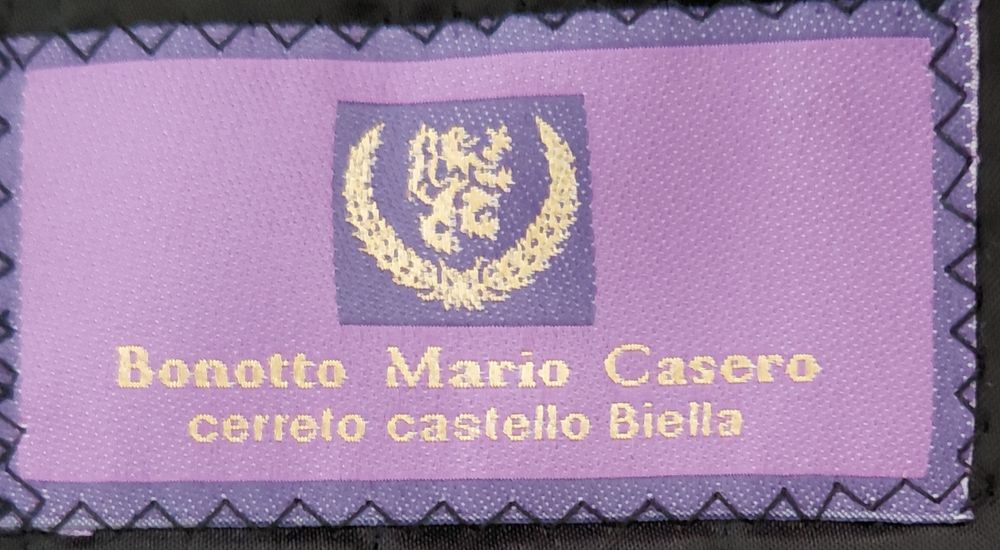 Bonotto Mario Casero
cerreto castello Biella